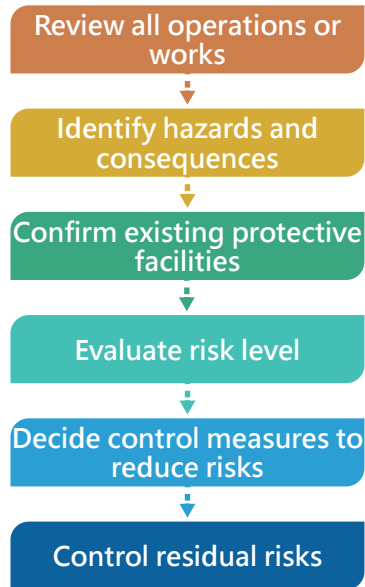 Review all operations or
works
Identify hazards and
consequences
Confirm existing protective
facilities
Evaluate risk level
Decide control measures to
reduce risks
Control residual risks